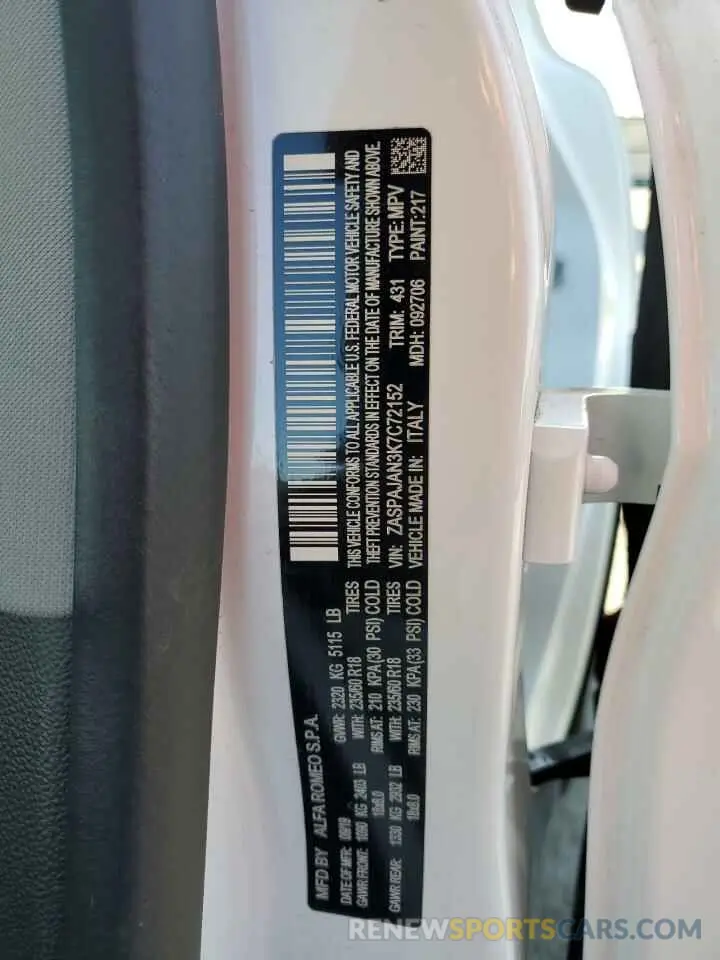 MFD BY ALFA ROMEO S.P.A.
DATE OF MFR:
GVWR: 2320 KG 5115 LB
GAWR FRONT: 1090 KG 2403 LB
WITH: 235/60 R18 TIRES
18x8.0 RIMS AT: 210 KPA(30 PSI) COLD
GAWR REAR: 1330 KG 2932 LB
WITH: 235/60 R18 TIRES
18x8.0 RIMS AT: 230 KPA(33 PSI) COLD
THIS VEHICLE CONFORMS TO ALL APPLICABLE U.S. FEDERAL MOTOR VEHICLE SAFETY AND
THEFT PREVENTION STANDARDS IN EFFECT ON THE DATE OF MANUFACTURE SHOWN ABOVE.
VIN: ZASPAJAN3K7C72152 TRIM: 431 TYPE: MPV
VEHICLE MADE IN: ITALY MDH: 092706 PAINT: 217
RENEWSPORTSCARS.COM